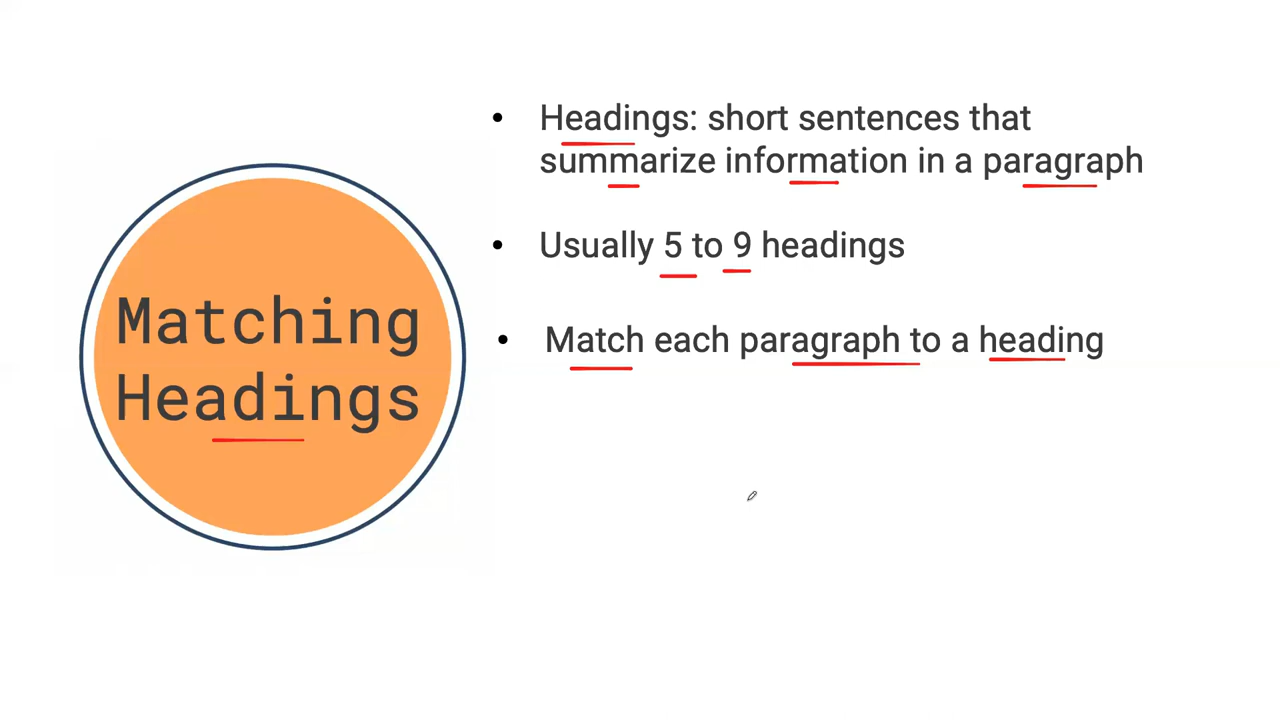 Matching
Headings
• Headings: short sentences that
summarize information in a paragraph
• Usually 5 to 9 headings
• Match each paragraph to a heading